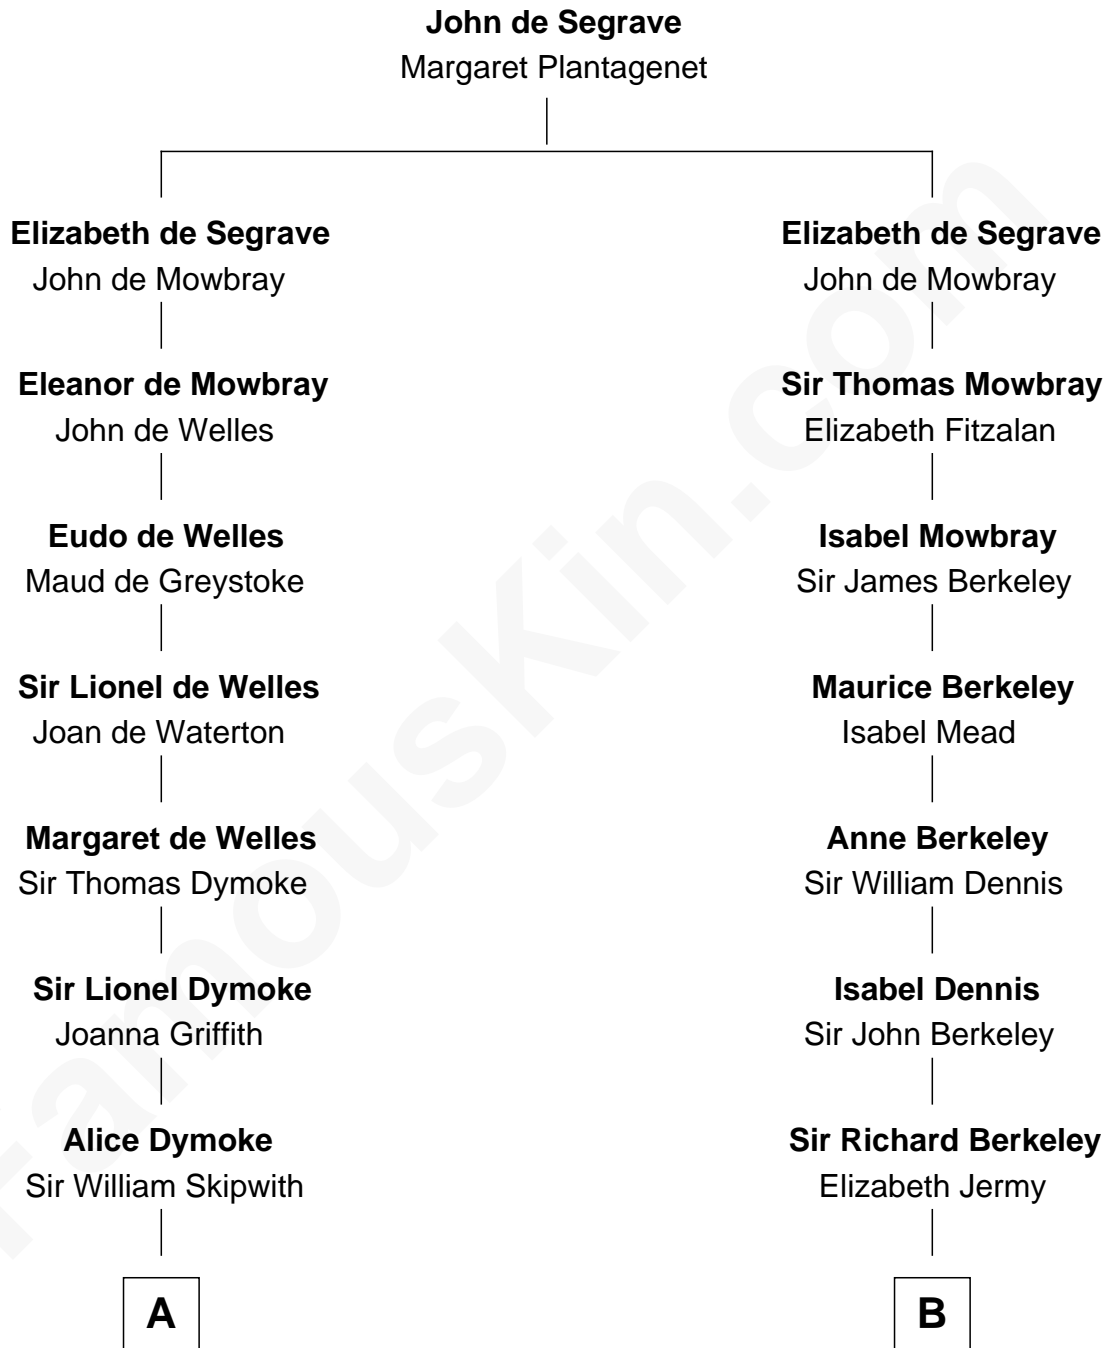 John de Segrave
Margaret Plantagenet
Elizabeth de Segrave
John de Mowbray
Elizabeth de Segrave
John de Mowbray
Eleanor de Mowbray
John de Welles
Sir Thomas Mowbray
Elizabeth Fitzalan
Eudo de Welles
Maud de Greystoke
Isabel Mowbray
Sir James Berkeley
Sir Lionel de Welles
Joan de Waterton
Maurice Berkeley
Isabel Mead
Margaret de Welles
Sir Thomas Dymoke
Anne Berkeley
Sir William Dennis
Sir Lionel Dymoke
Joanna Griffith
Isabel Dennis
Sir John Berkeley
Alice Dymoke
Sir William Skipwith
Sir Richard Berkeley
Elizabeth Jermy
A
B
FamousKin.com